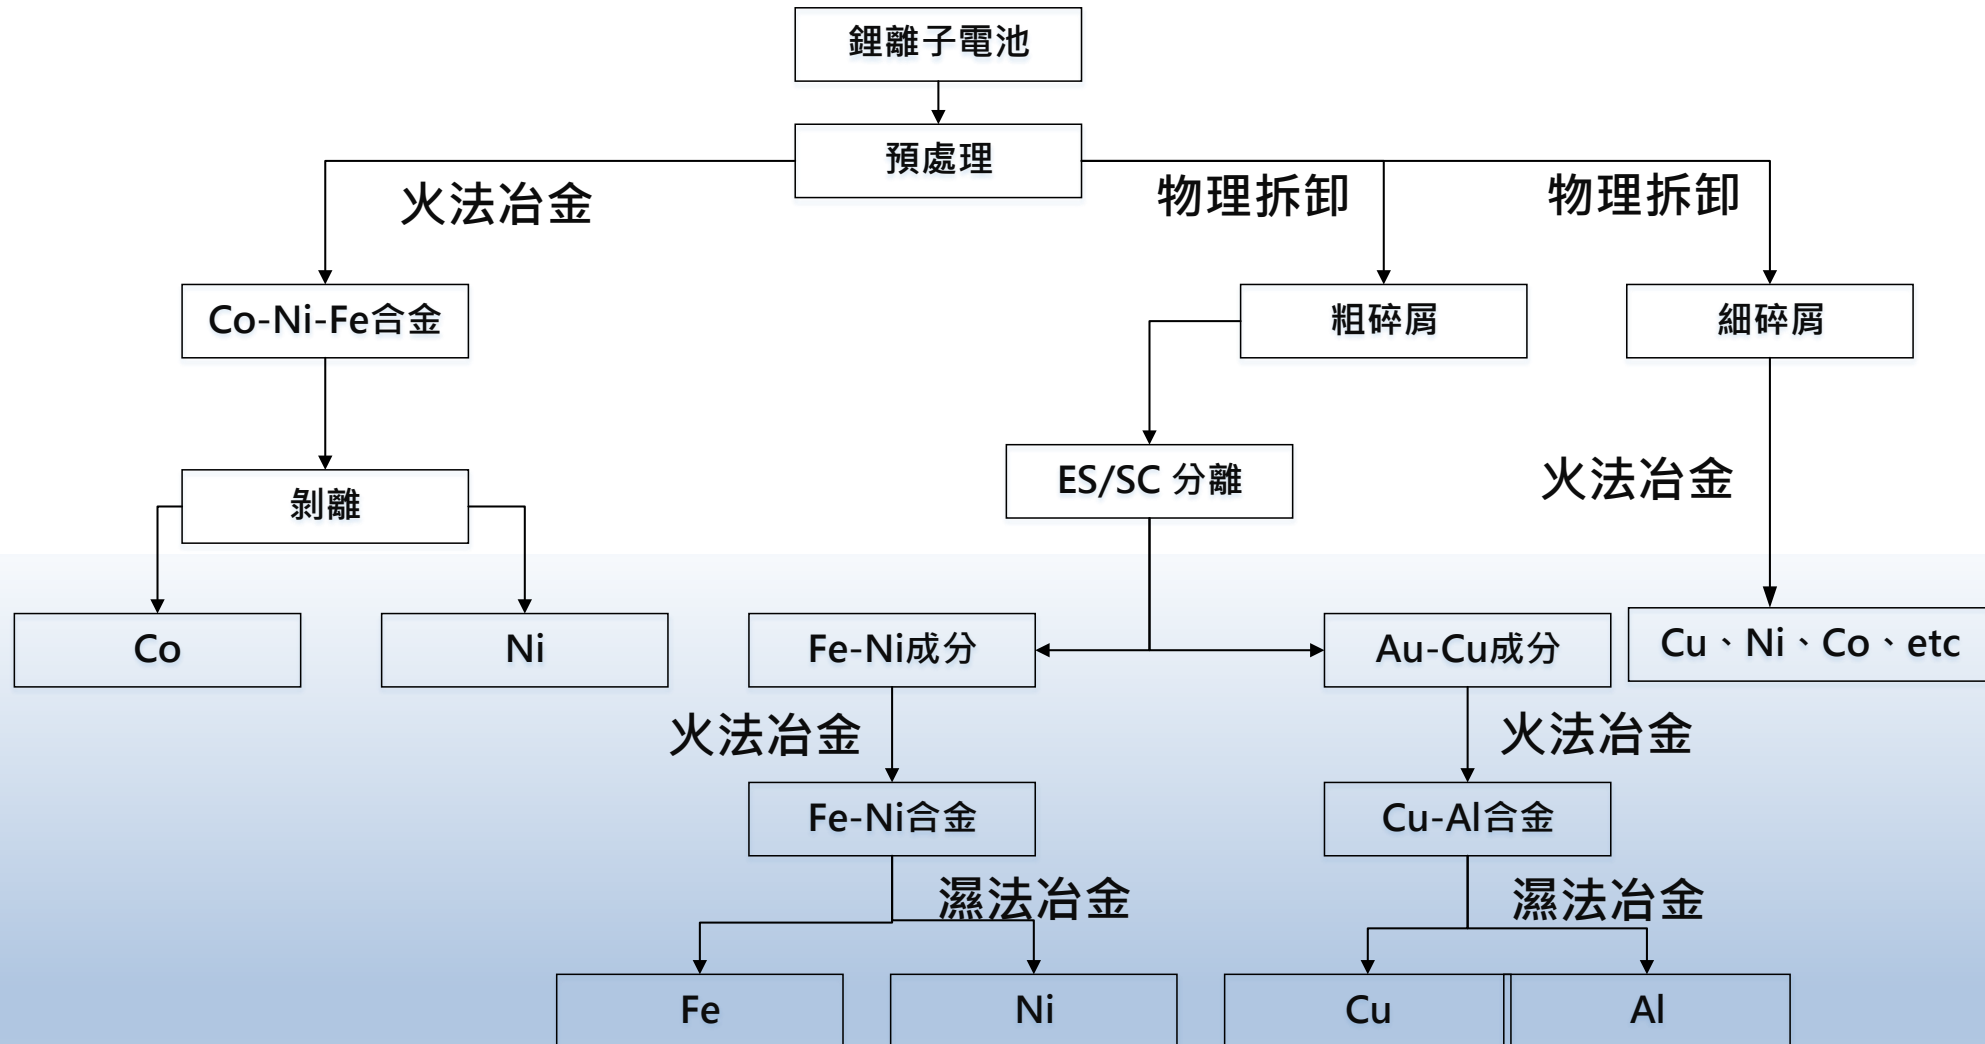 鋰離子電池
預處理
火法冶金
物理拆卸
物理拆卸
Co-Ni-Fe合金
粗碎屑
細碎屑
剝離
ES/SC 分離
火法冶金
Co
Ni
Fe-Ni成分
Au-Cu成分
Cu、Ni、Co、etc
火法冶金
火法冶金
Fe-Ni合金
Cu-Al合金
濕法冶金
濕法冶金
Fe
Ni
Cu
Al